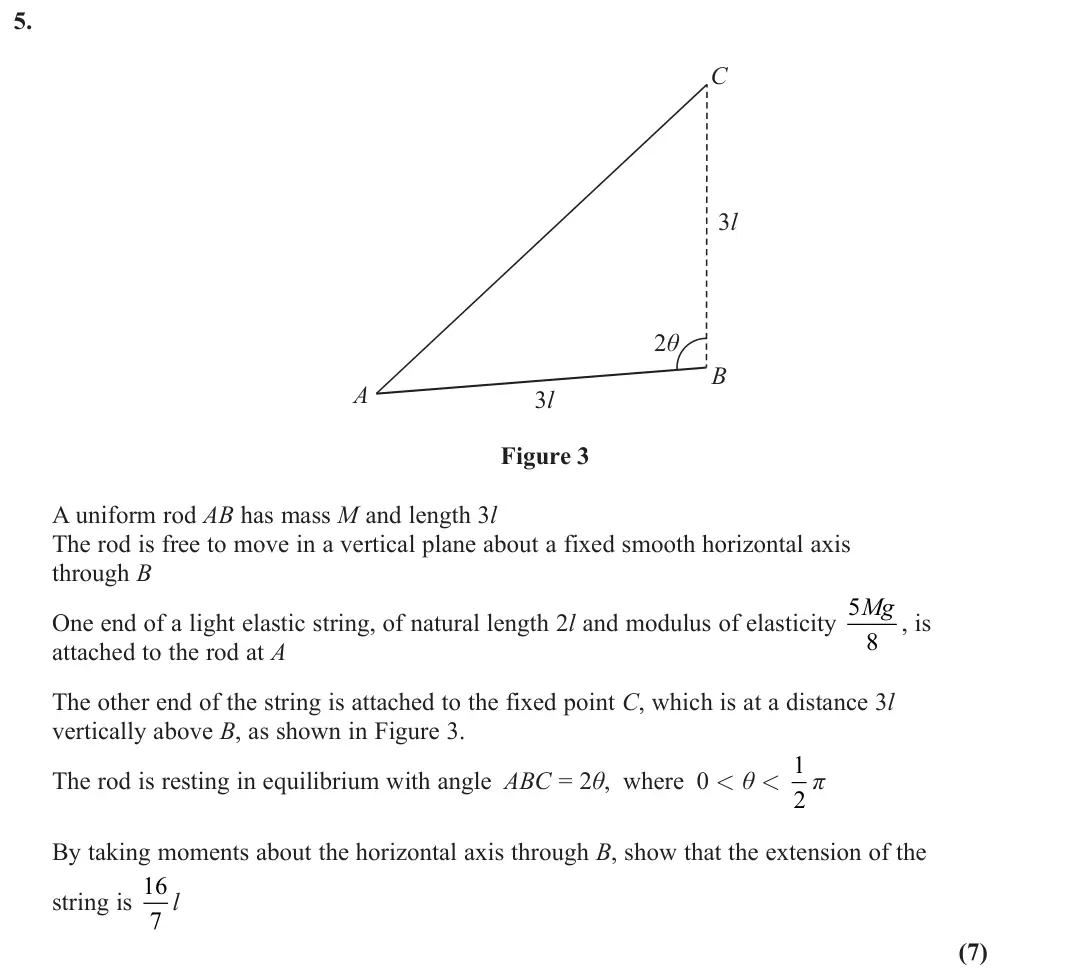 5.
C
3l
2θ
B
A
3l
Figure 3
A uniform rod AB has mass M and length 3l
The rod is free to move in a vertical plane about a fixed smooth horizontal axis
through B
One end of a light elastic string, of natural length 2l and modulus of elasticity 5Mg/8, is
attached to the rod at A
The other end of the string is attached to the fixed point C, which is at a distance 3l
vertically above B, as shown in Figure 3.
The rod is resting in equilibrium with angle ABC = 2θ, where 0 < θ < 1/2 π
By taking moments about the horizontal axis through B, show that the extension of the
string is 16/7 l
(7)